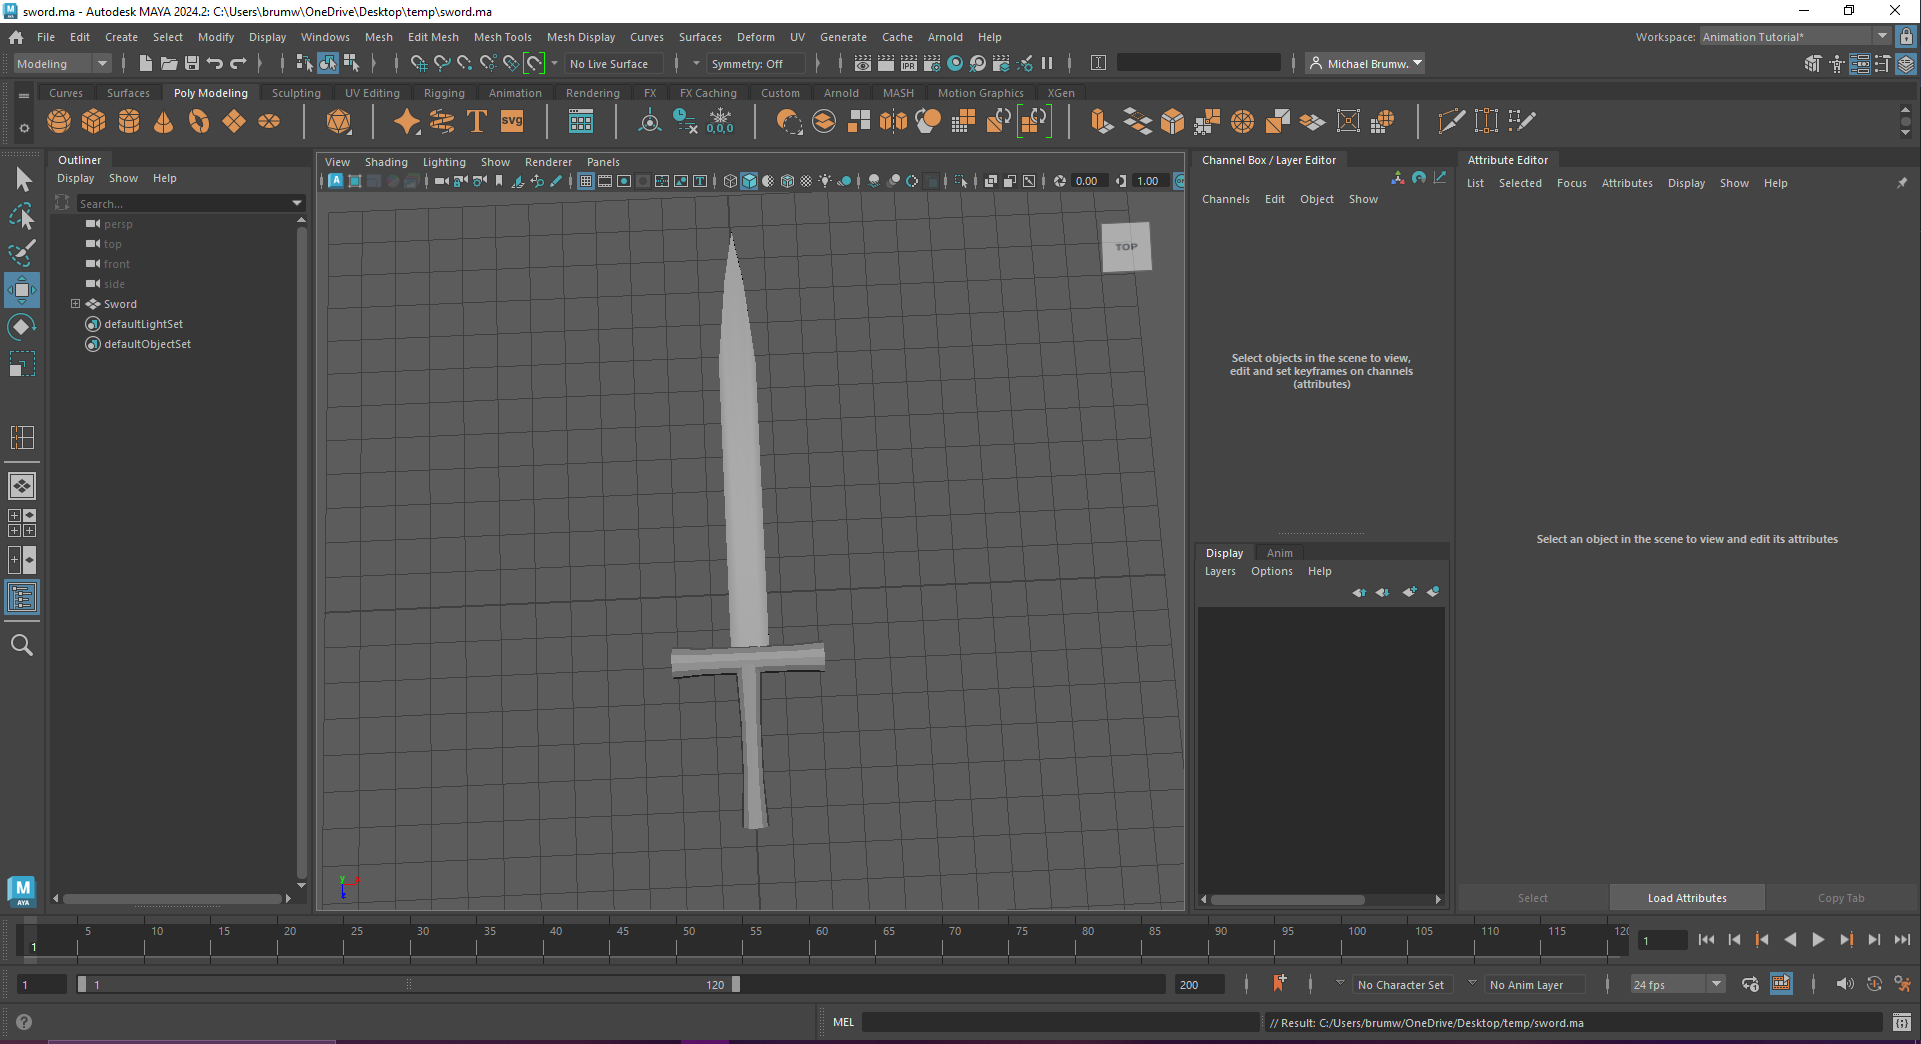 sword.ma - Autodesk MAYA 2024.2: C:\Users\brumw\OneDrive\Desktop\temp\sword.ma
File Edit Create Select Modify Display Windows Mesh Edit Mesh Mesh Tools Mesh Display Curves Surfaces Deform UV Generate Cache Arnold Help
Workspace: Animation Tutorial*
Modeling No Live Surface Symmetry: Off Michael Brumw.
Curves Surfaces Poly Modeling Sculpting UV Editing Rigging Animation Rendering FX FX Caching Custom Arnold MASH Motion Graphics XGen
T SVG 0,0,0
Outliner
Display Show Help
Search...
persp
top
front
side
Sword
defaultLightSet
defaultObjectSet
View Shading Lighting Show Renderer Panels
0.00 1.00
TOP
y
Channel Box / Layer Editor
Channels Edit Object Show
Select objects in the scene to view,
edit and set keyframes on channels
(attributes)
Display Anim
Layers Options Help
Attribute Editor
List Selected Focus Attributes Display Show Help
Select an object in the scene to view and edit its attributes
Select Load Attributes Copy Tab
M
AYA
5 10 15 20 25 30 35 40 45 50 55 60 65 70 75 80 85 90 95 100 105 110 115 120
1
1
1 1 120 200 No Character Set No Anim Layer 24 fps
MEL // Result: C:/Users/brumw/OneDrive/Desktop/temp/sword.ma